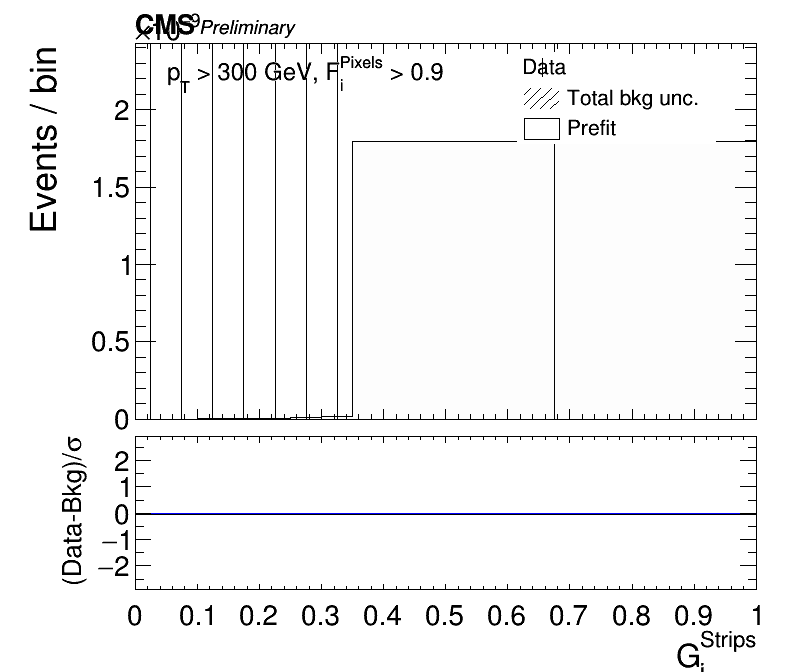 CMS Preliminary
×10⁹
p_T > 300 GeV, F_i^Pixels > 0.9
Data
Total bkg unc.
Prefit
Events / bin
2
1.5
1
0.5
0
(Data-Bkg)/σ
2
1
0
−1
−2
0 0.1 0.2 0.3 0.4 0.5 0.6 0.7 0.8 0.9 1
G_i^Strips